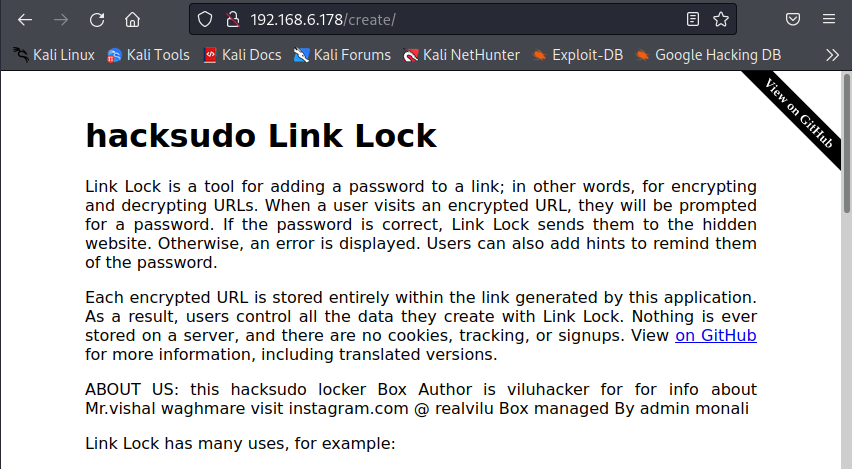 192.168.6.178/create/
Kali Linux Kali Tools Kali Docs Kali Forums Kali NetHunter Exploit-DB Google Hacking DB
View on GitHub
hacksudo Link Lock
Link Lock is a tool for adding a password to a link; in other words, for encrypting
and decrypting URLs. When a user visits an encrypted URL, they will be prompted
for a password. If the password is correct, Link Lock sends them to the hidden
website. Otherwise, an error is displayed. Users can also add hints to remind them
of the password.
Each encrypted URL is stored entirely within the link generated by this application.
As a result, users control all the data they create with Link Lock. Nothing is ever
stored on a server, and there are no cookies, tracking, or signups. View on GitHub
for more information, including translated versions.
ABOUT US: this hacksudo locker Box Author is viluhacker for for info about
Mr.vishal waghmare visit instagram.com @ realvilu Box managed By admin monali
Link Lock has many uses, for example: